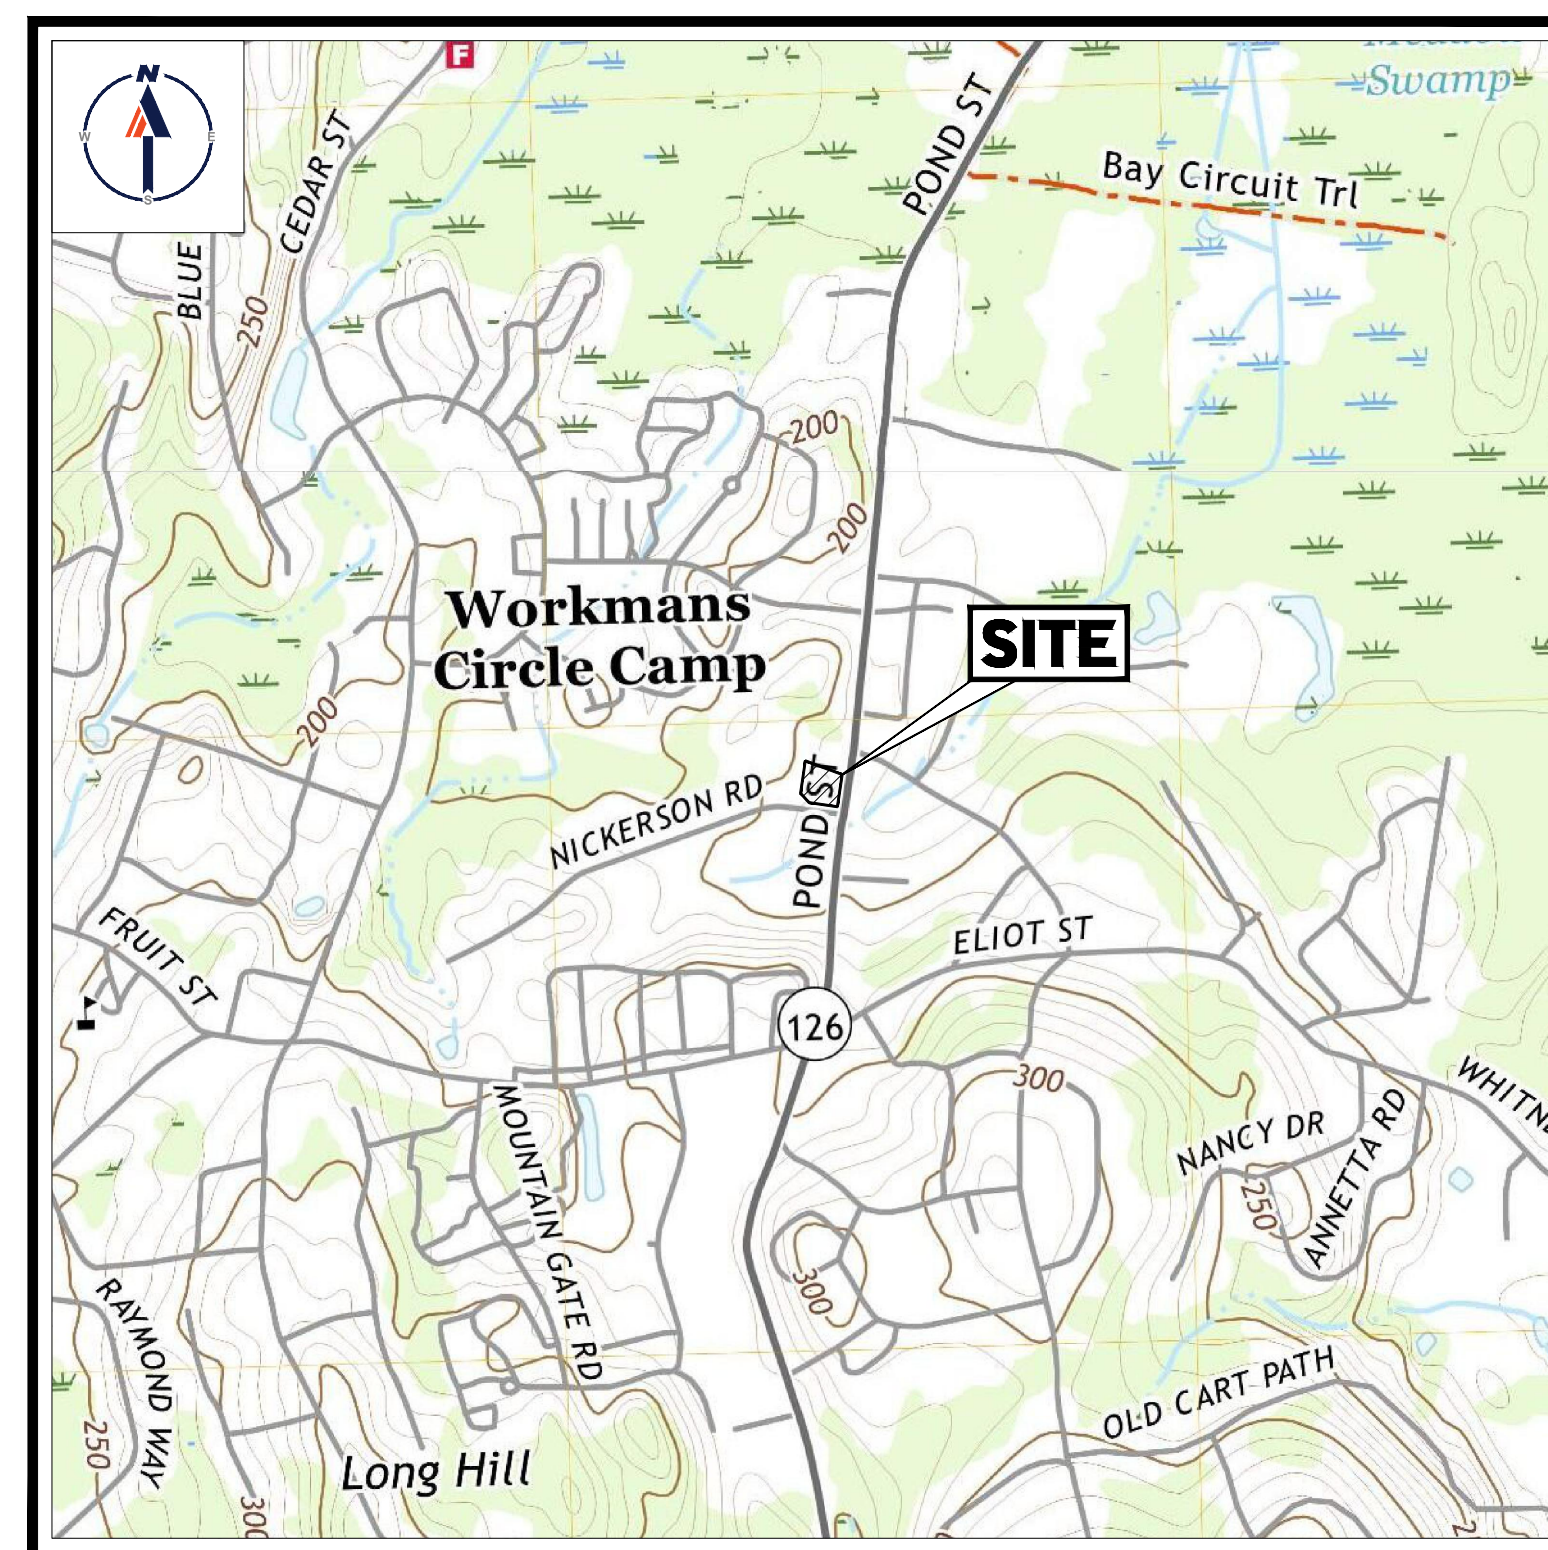 F
N
W
E
S
Swamp
CEDAR ST
POND ST
Bay Circuit Trl
BLUE
250
200
200
Workmans
Circle Camp
SITE
200
NICKERSON RD
POND ST
FRUIT ST
ELIOT ST
126
300
WHITN
MOUNTAIN GATE RD
NANCY DR
ANNETTA RD
250
300
RAYMOND WAY
OLD CART PATH
250
Long Hill
300